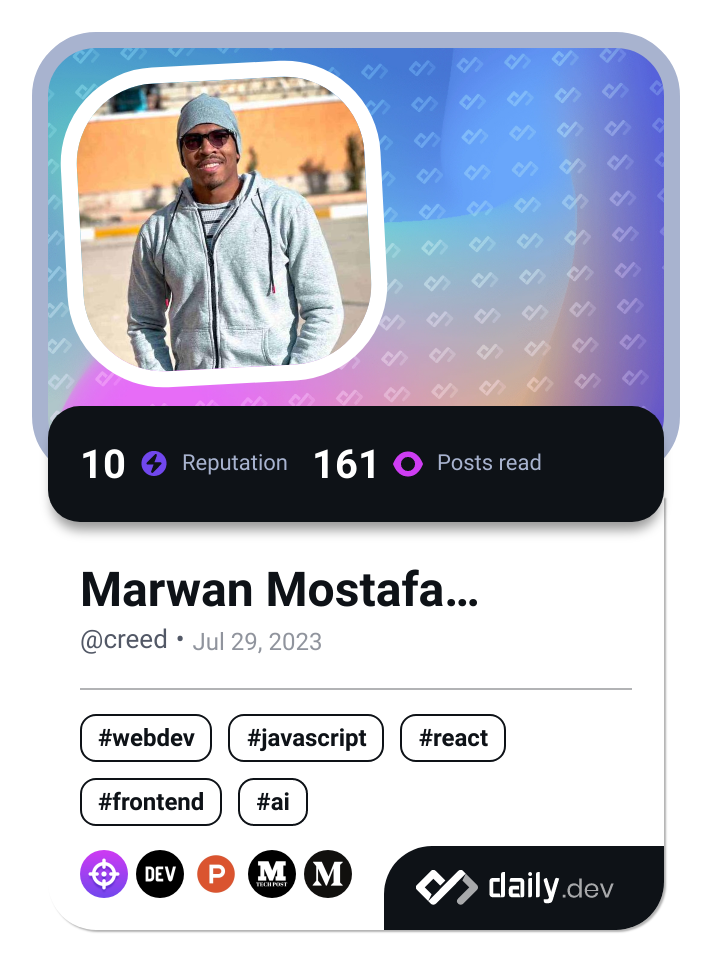 10 Reputation 161 Posts read
Marwan Mostafa...
@creed • Jul 29, 2023
#webdev #javascript #react
#frontend #ai
DEV P M TECH POST M
daily.dev